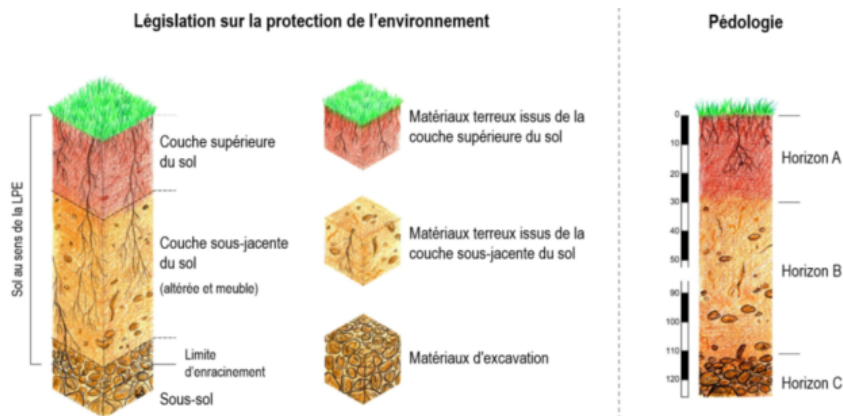 Législation sur la protection de l'environnement
Sol au sens de la LPE
Couche supérieure
du sol
Couche sous-jacente
du sol
(altérée et meuble)
Limite
d'enracinement
Sous-sol
Matériaux terreux issus de la
couche supérieure du sol
Matériaux terreux issus de la
couche sous-jacente du sol
Matériaux d'excavation
Pédologie
0
10
20
30
40
50
90
100
110
120
Horizon A
Horizon B
Horizon C